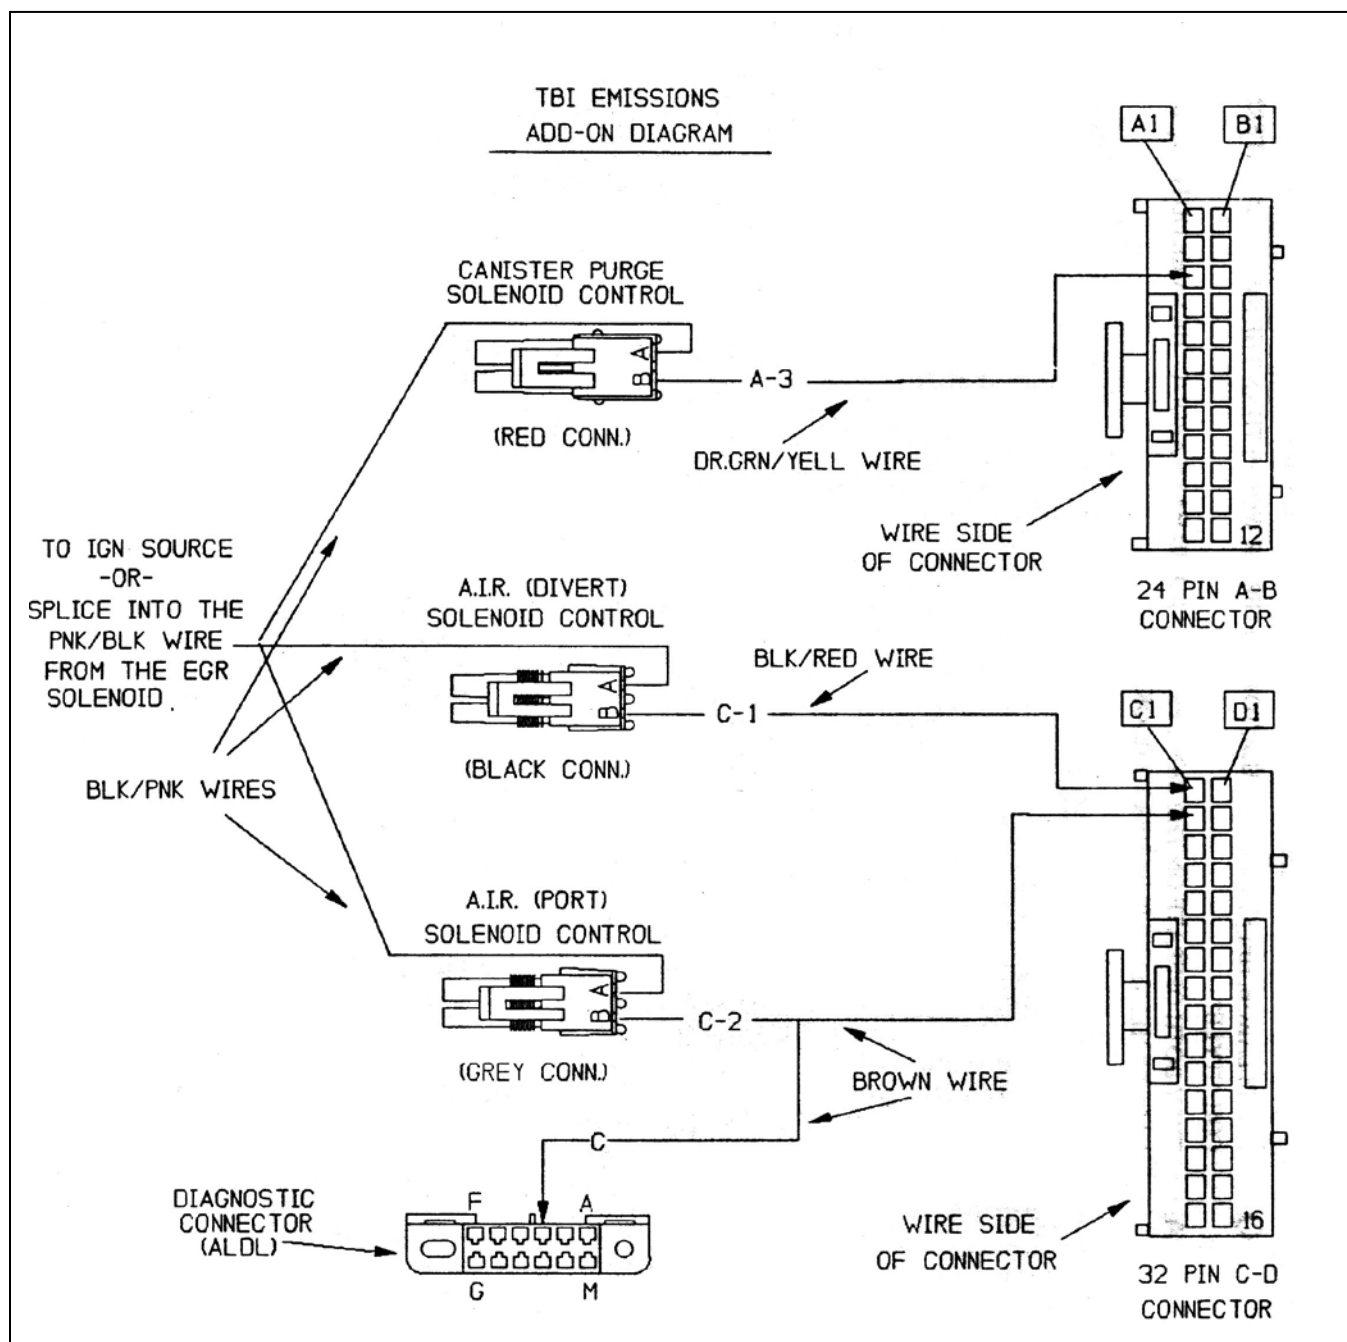 TBI EMISSIONS
ADD-ON DIAGRAM
A1
B1
CANISTER PURGE
SOLENOID CONTROL
A
B
A-3
(RED CONN.)
DR.GRN/YELL WIRE
WIRE SIDE
OF CONNECTOR
12
24 PIN A-B
CONNECTOR
TO IGN SOURCE
-OR-
SPLICE INTO THE
PNK/BLK WIRE
FROM THE EGR
SOLENOID.
A.I.R. (DIVERT)
SOLENOID CONTROL
A
B
C-1
BLK/RED WIRE
(BLACK CONN.)
C1
D1
BLK/PNK WIRES
A.I.R. (PORT)
SOLENOID CONTROL
A
B
C-2
(GREY CONN.)
BROWN WIRE
C
DIAGNOSTIC
CONNECTOR
(ALDL)
F
A
G
M
WIRE SIDE
OF CONNECTOR
16
32 PIN C-D
CONNECTOR